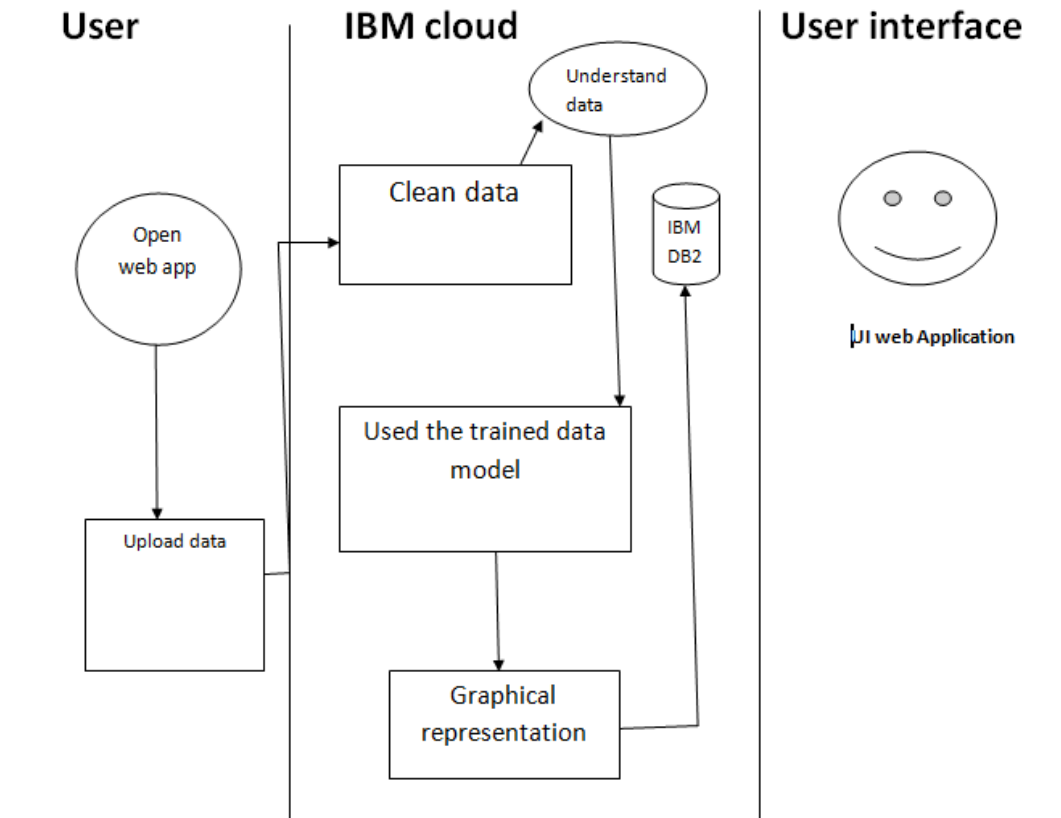 User
IBM cloud
User interface
Understand
data
Clean data
IBM
DB2
Open
web app
UI web Application
Used the trained data
model
Upload data
Graphical
representation